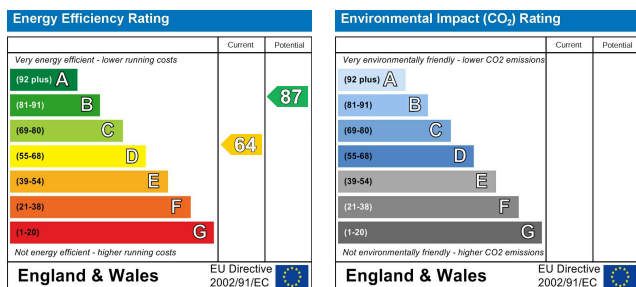 Energy Efficiency Rating
Current Potential
Very energy efficient - lower running costs
(92 plus) A
(81-91) B
87
(69-80) C
(55-68) D
64
(39-54) E
(21-38) F
(1-20) G
Not energy efficient - higher running costs
England & Wales
EU Directive
2002/91/EC
Environmental Impact (CO₂) Rating
Current Potential
Very environmentally friendly - lower CO2 emissions
(92 plus) A
(81-91) B
(69-80) C
(55-68) D
(39-54) E
(21-38) F
(1-20) G
Not environmentally friendly - higher CO2 emissions
England & Wales
EU Directive
2002/91/EC